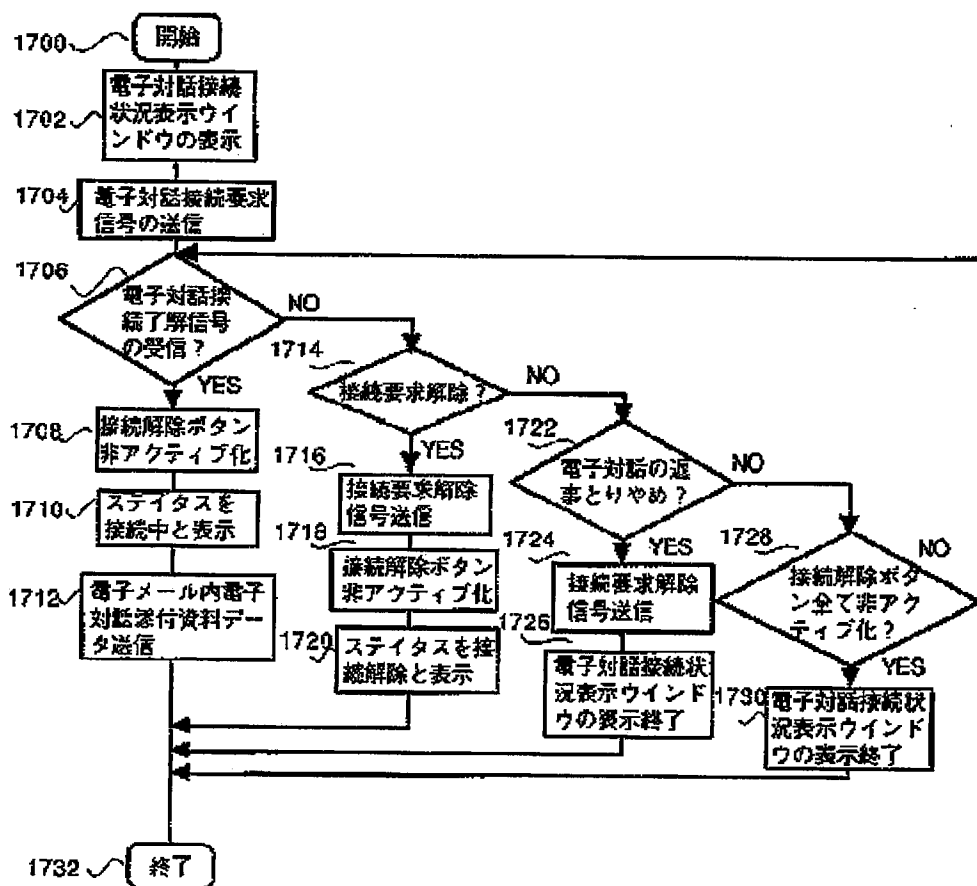 1700
開始
1702
電子対話接続
状況表示ウイ
ンドウの表示
1704
電子対話接続要求
信号の送信
1706
電子対話接
続了解信号
の受信?
NO
YES
1708
接続解除ボタン
非アクティブ化
1710
ステイタスを
接続中と表示
1712
電子メール内電子
対話添付資料デー
タ送信
1714
接続要求解除?
NO
YES
1716
接続要求解除
信号送信
1718
接続解除ボタン
非アクティブ化
1720
ステイタスを接
続解除と表示
1722
電子対話の返
事とりやめ?
NO
YES
1724
接続要求解除
信号送信
1726
電子対話接続状
況表示ウインド
ウの表示終了
1728
接続解除ボタ
ン全て非アク
ティブ化?
NO
YES
1730
電子対話接続状
況表示ウインド
ウの表示終了
1732
終了